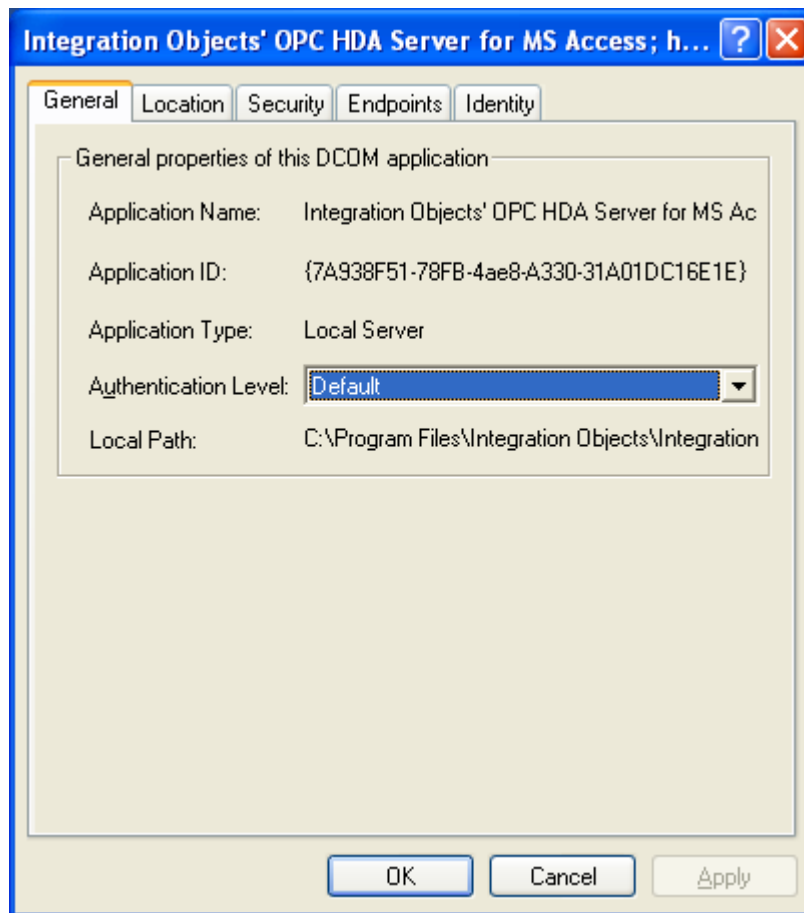 Integration Objects' OPC HDA Server for MS Access; h...
General Location Security Endpoints Identity
General properties of this DCOM application
Application Name: Integration Objects' OPC HDA Server for MS Ac
Application ID: {7A938F51-78FB-4ae8-A330-31A01DC16E1E}
Application Type: Local Server
Authentication Level: Default
Local Path: C:\Program Files\Integration Objects\Integration
OK Cancel Apply